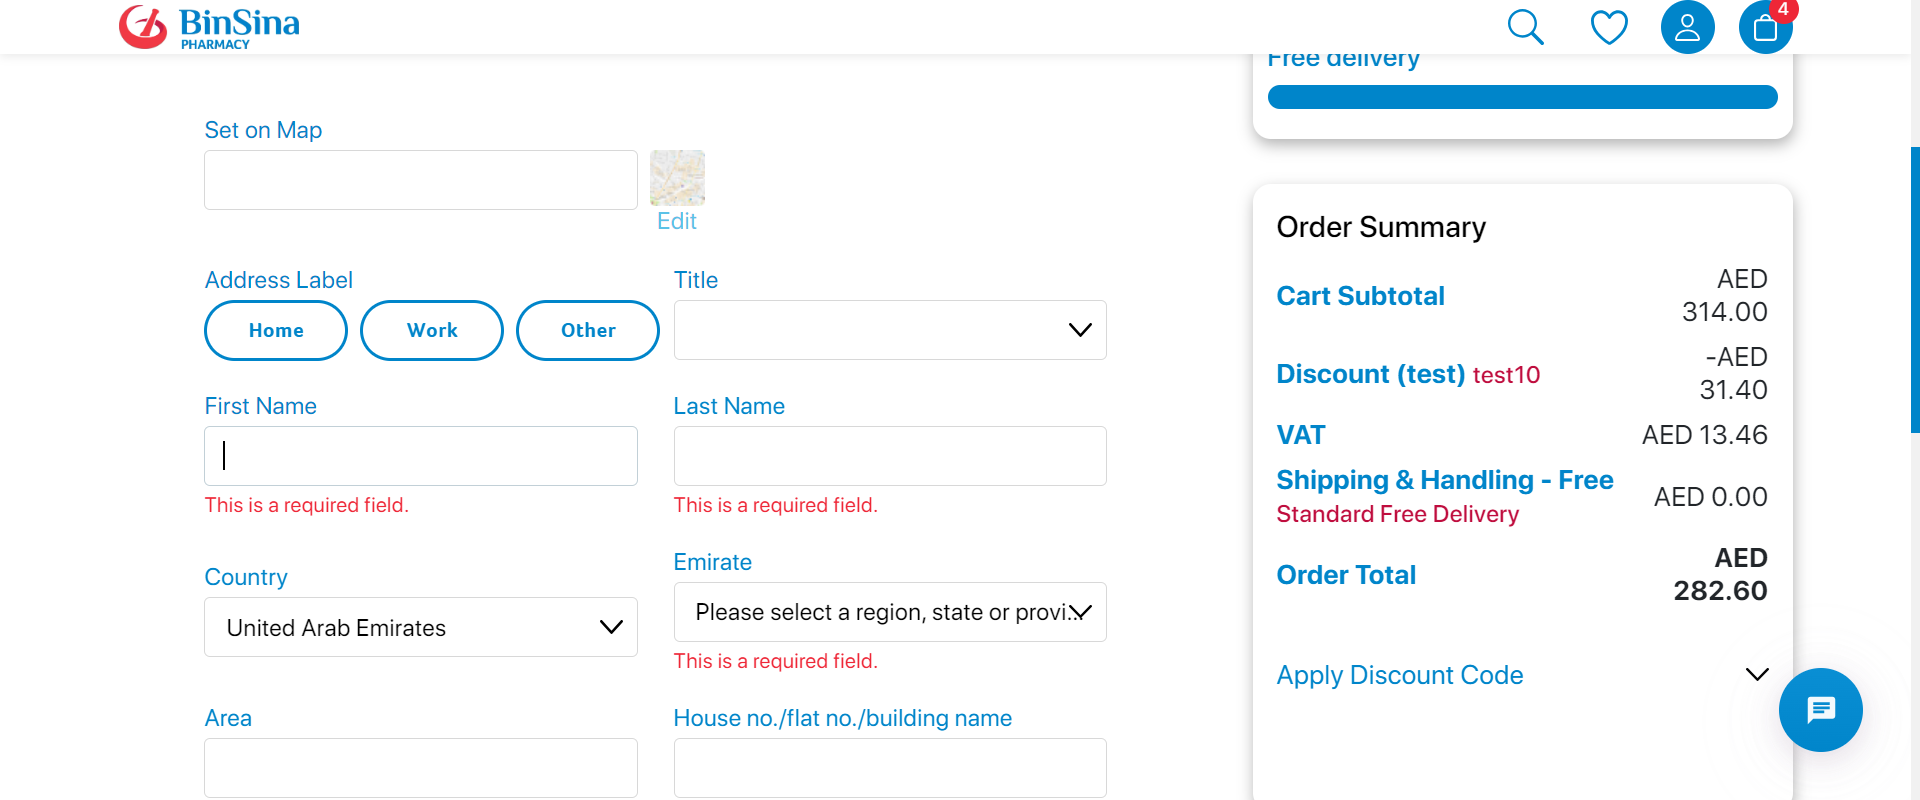 BinSina
PHARMACY
4
Free delivery
Set on Map
Edit
Address Label
Home
Work
Other
Title
First Name
This is a required field.
Last Name
This is a required field.
Country
United Arab Emirates
Emirate
Please select a region, state or provi...
This is a required field.
Area
House no./flat no./building name
Order Summary
Cart Subtotal
AED
314.00
Discount (test) test10
-AED
31.40
VAT
AED 13.46
Shipping & Handling - Free
Standard Free Delivery
AED 0.00
Order Total
AED
282.60
Apply Discount Code